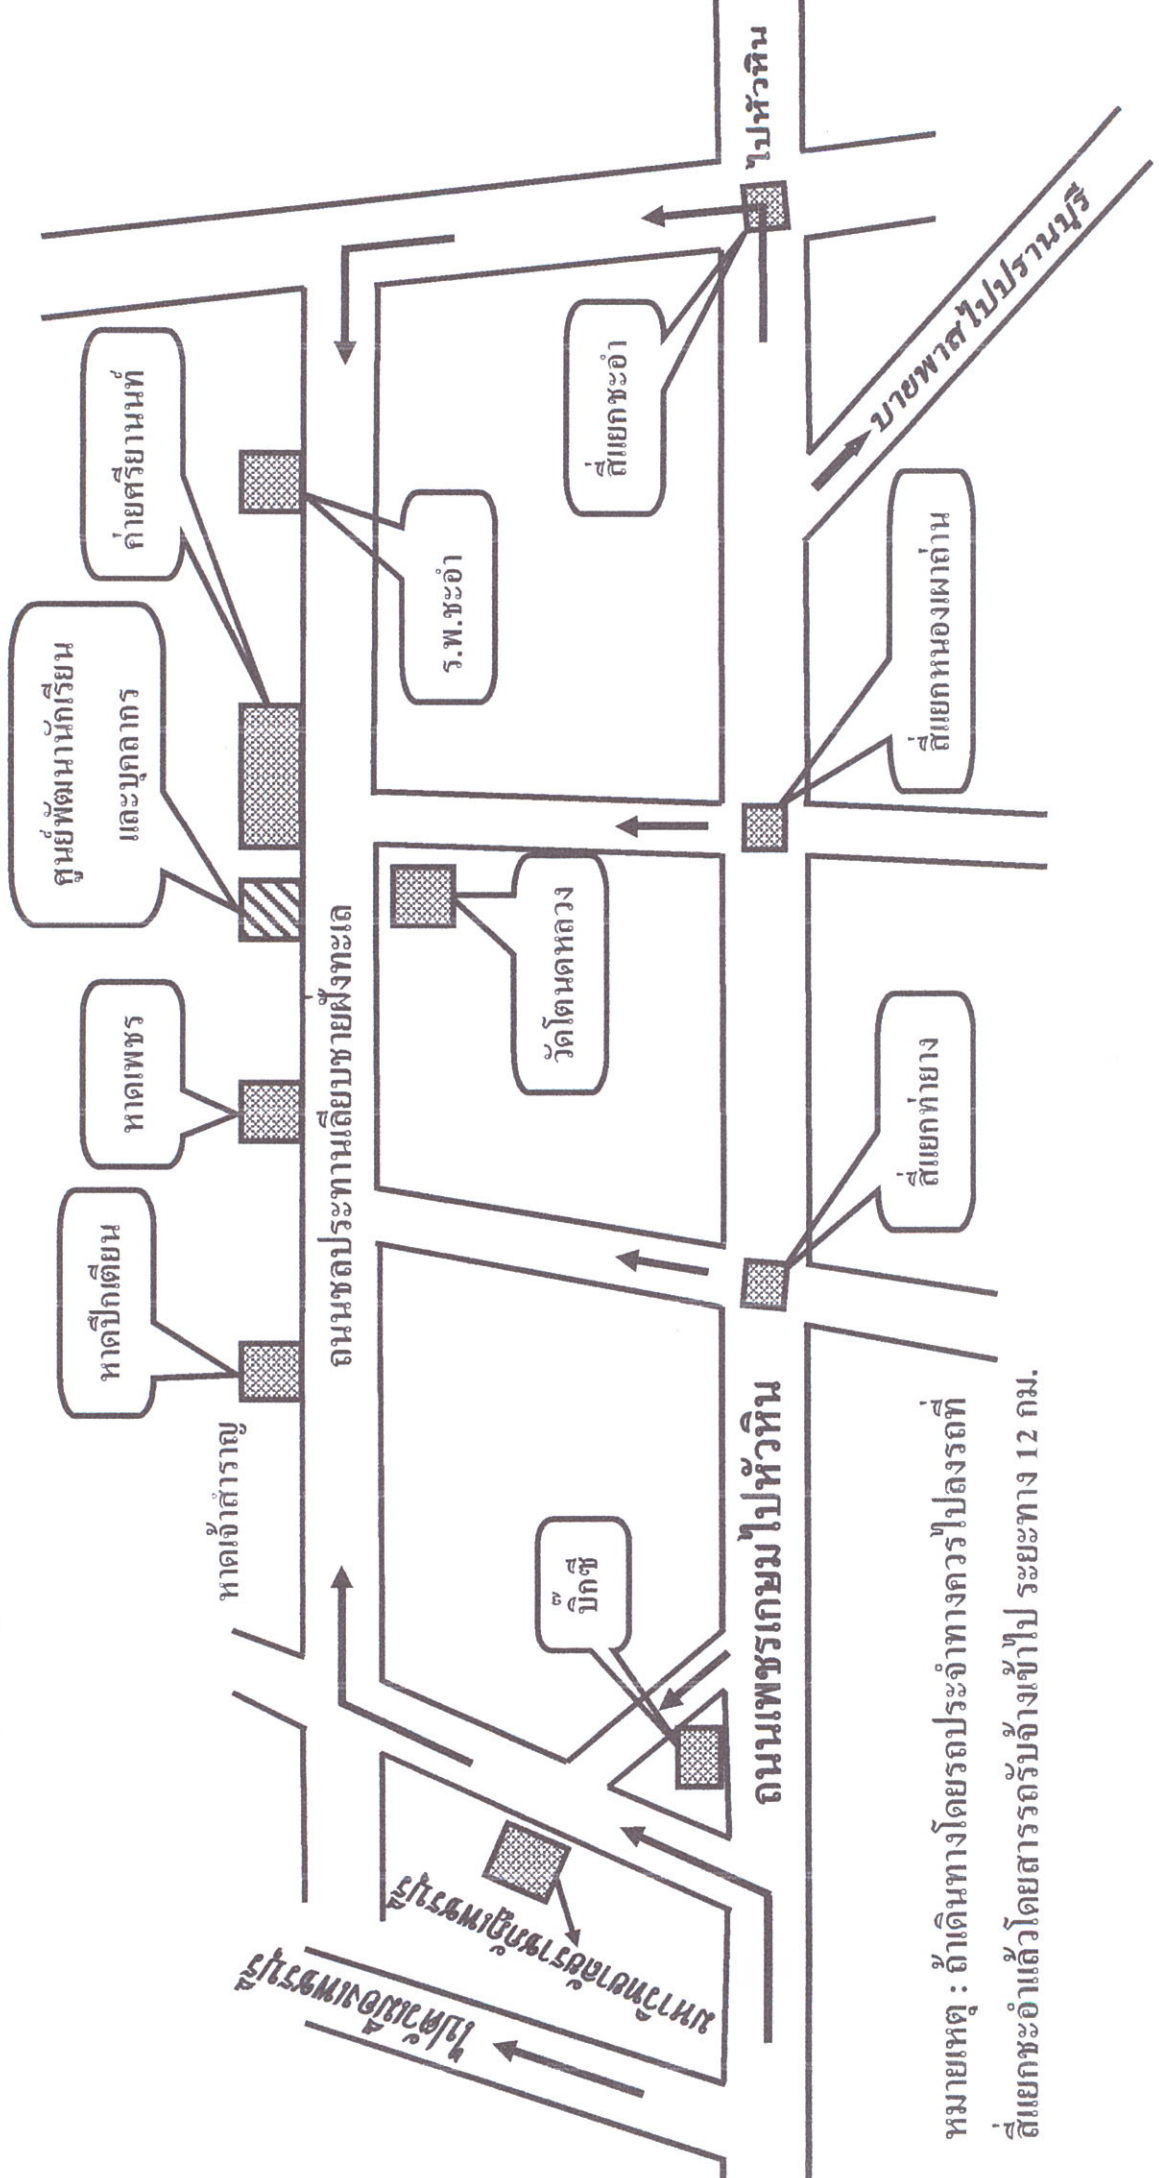 ศูนย์พัฒนานักเรียน
และบุคลากร
ค่ายศรียานนท์
หาดเพชร
หาดปึกเตียน
หาดเจ้าสำราญ
ถนนชลประทานเลียบชายฝั่งทะเล
ร.พ.ชะอำ
วัดโตนดหลวง
สี่แยกชะอำ
บิ๊กซี
ไปตัวเมืองเพชรบุรี
มหาวิทยาลัยราชภัฏเพชรบุรี
ถนนเพชรเกษมไปหัวหิน
ไปหัวหิน
สี่แยกท่ายาง
สี่แยกหนองเผาถ่าน
บายพาสไปปราณบุรี
หมายเหตุ : ถ้าเดินทางโดยรถประจำทางควรไปลงรถที่
สี่แยกชะอำแล้วโดยสารรถรับจ้างเข้าไป ระยะทาง 12 กม.